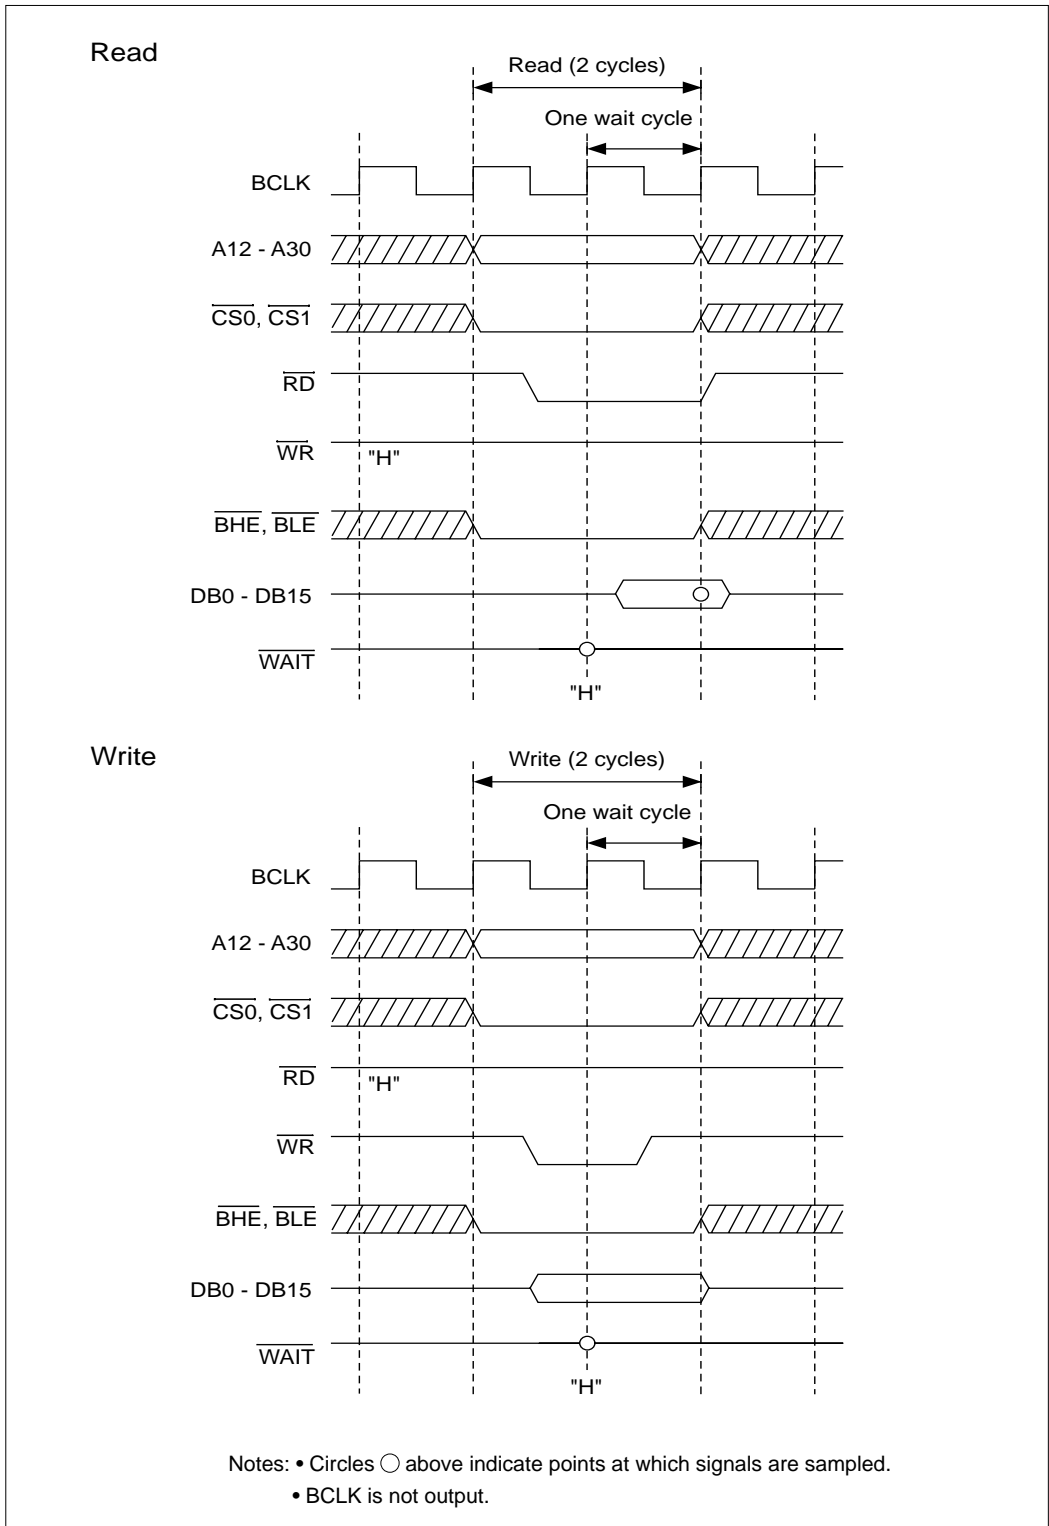 Read
Read (2 cycles)
One wait cycle
BCLK
A12 - A30
CS0, CS1
RD
WR
"H"
BHE, BLE
DB0 - DB15
WAIT
"H"
Write
Write (2 cycles)
One wait cycle
BCLK
A12 - A30
CS0, CS1
RD
"H"
WR
BHE, BLE
DB0 - DB15
WAIT
"H"
Notes: • Circles ○ above indicate points at which signals are sampled.
• BCLK is not output.